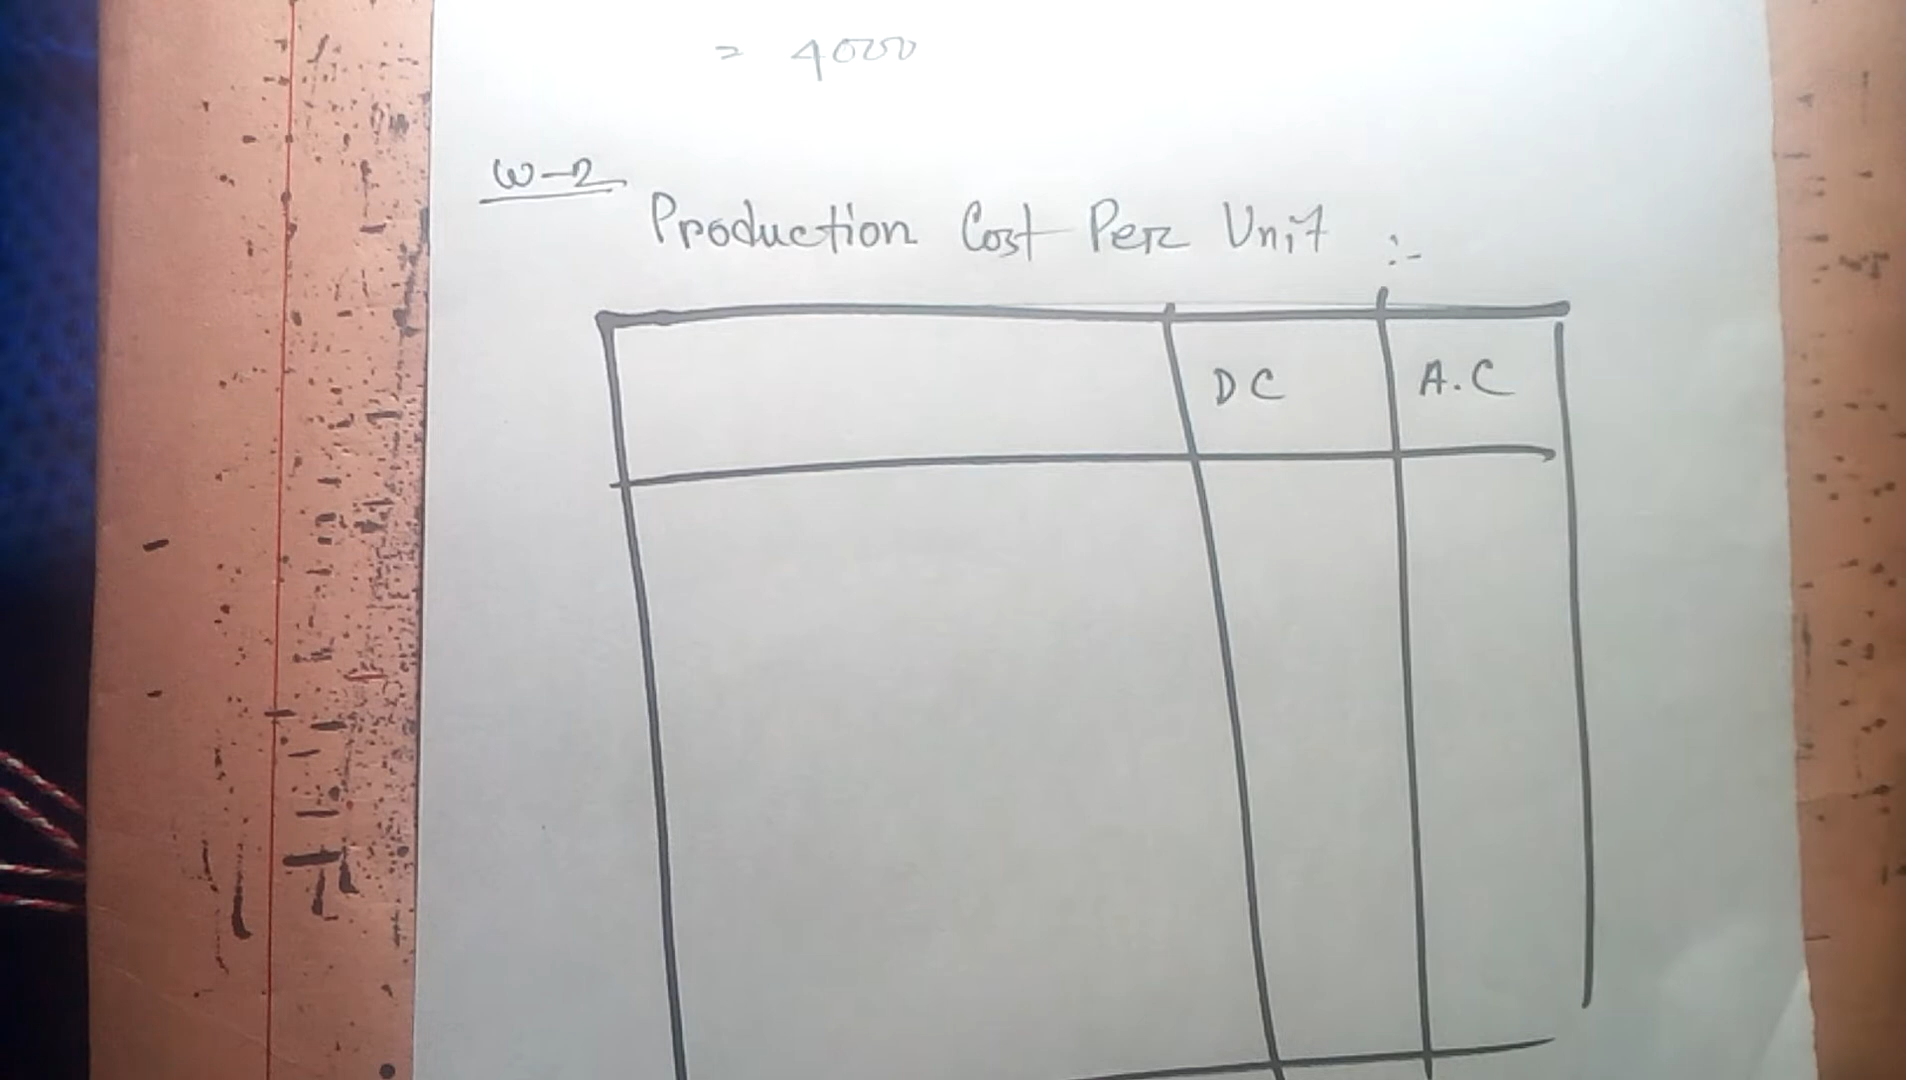 = 4000
W-2
Production Cost Per Unit :-
DC A.C